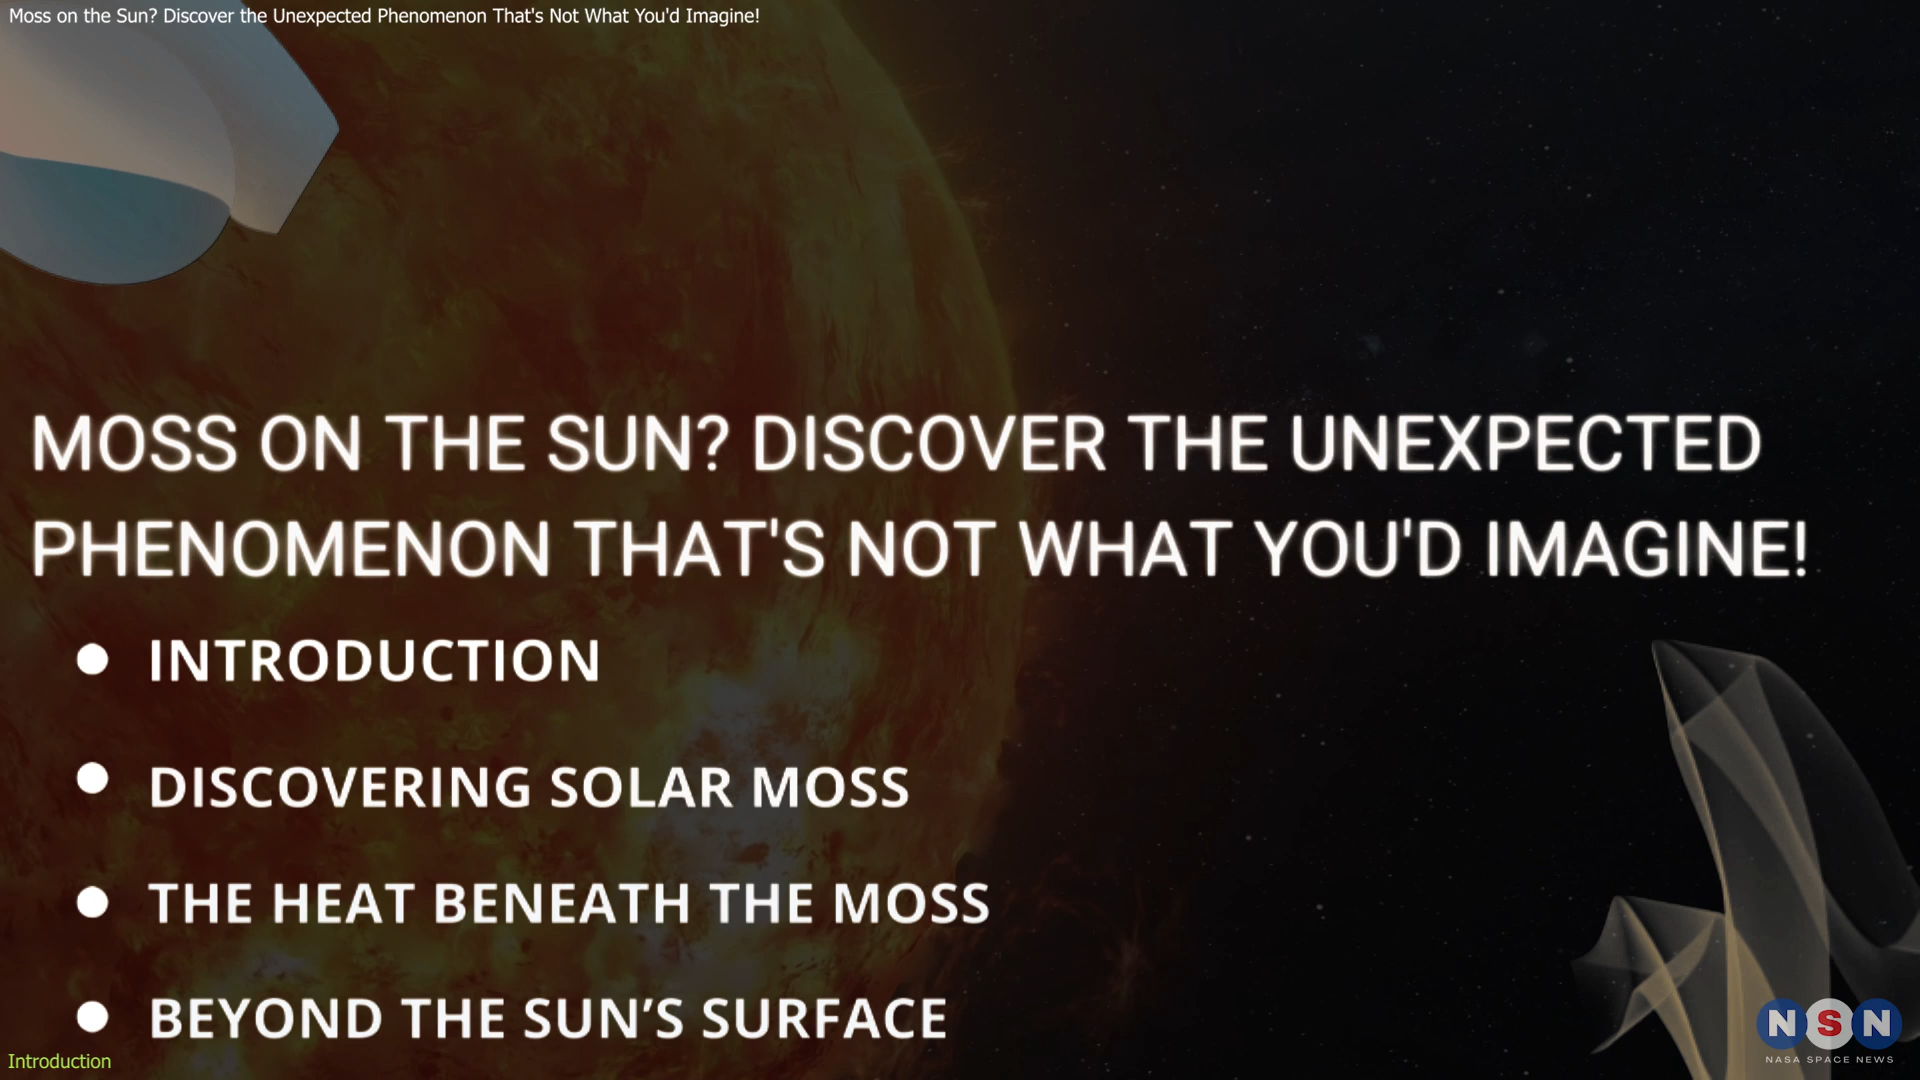 Moss on the Sun? Discover the Unexpected Phenomenon That's Not What You'd Imagine!
MOSS ON THE SUN? DISCOVER THE UNEXPECTED
PHENOMENON THAT'S NOT WHAT YOU'D IMAGINE!
INTRODUCTION
DISCOVERING SOLAR MOSS
THE HEAT BENEATH THE MOSS
BEYOND THE SUN’S SURFACE
Introduction
NSN
NASA SPACE NEWS